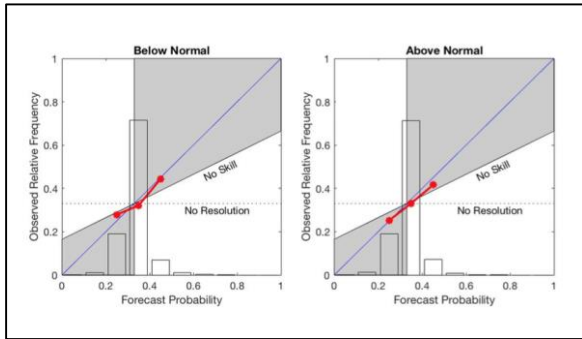 Below Normal
Above Normal
Observed Relative Frequency
1
0.8
0.6
0.4
0.2
0
No Skill
No Resolution
0 0.2 0.4 0.6 0.8 1
Forecast Probability
Observed Relative Frequency
1
0.8
0.6
0.4
0.2
0
No Skill
No Resolution
0 0.2 0.4 0.6 0.8 1
Forecast Probability